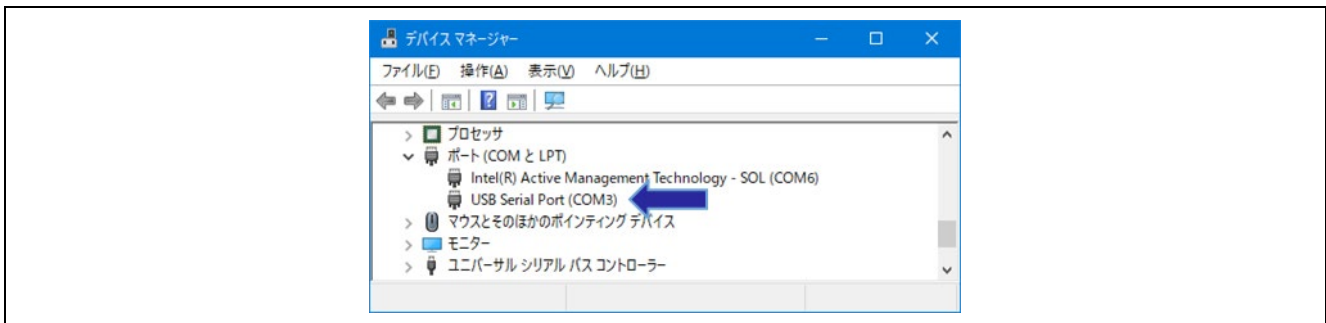 デバイス マネージャー
ファイル(F) 操作(A) 表示(V) ヘルプ(H)
プロセッサ
ポート (COM と LPT)
Intel(R) Active Management Technology - SOL (COM6)
USB Serial Port (COM3)
マウスとそのほかのポインティング デバイス
モニター
ユニバーサル シリアル バス コントローラー